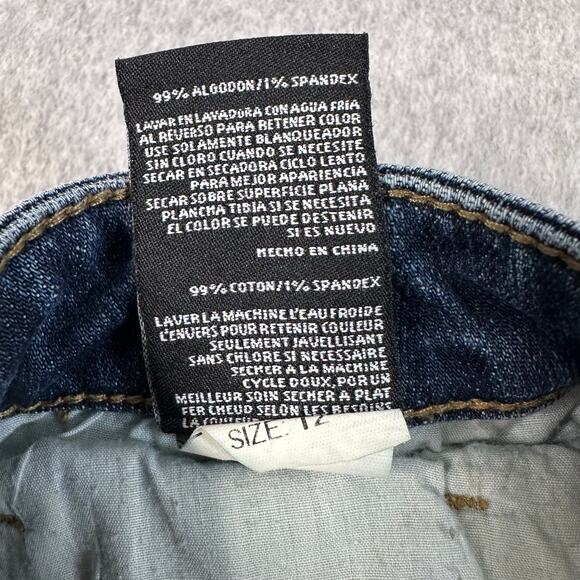 99% ALGODON/1% SPANDEX
LAVAR EN LAVADORA CON AGUA FRIA
AL REVERSO PARA RETENER COLOR
USE SOLAMENTE BLANQUEADOR
SIN CLORO CUANDO SE NECESITE
SECAR EN SECADORA CICLO LENTO
PARA MEJOR APARIENCIA
SECAR SOBRE SUPERFICIE PLANA
PLANCHA TIBIA SI SE NECESITA
EL COLOR SE PUEDE DESTENIR
SI ES NUEVO
HECHO EN CHINA
99% COTON/1% SPANDEX
LAVER LA MACHINE L'EAU FROIDE
L'ENVERS POUR RETENIR COULEUR
SEULEMENT JAVELLISANT
SANS CHLORE SI NECESSAIRE
SECHER A LA MACHINE
CYCLE DOUX, POR UN
MEILLEUR SOIN SECHER A PLAT
FER CHEUD SELON LES BESOINS
LA COULEUR
SIZE: 12